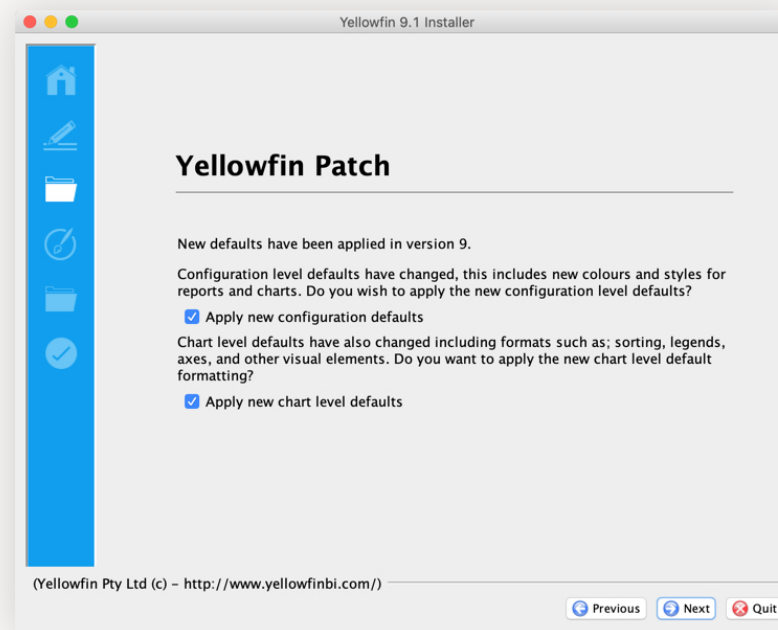 Yellowfin 9.1 Installer
Yellowfin Patch
New defaults have been applied in version 9.
Configuration level defaults have changed, this includes new colours and styles for
reports and charts. Do you wish to apply the new configuration level defaults?
Apply new configuration defaults
Chart level defaults have also changed including formats such as; sorting, legends,
axes, and other visual elements. Do you want to apply the new chart level default
formatting?
Apply new chart level defaults
(Yellowfin Pty Ltd (c) – http://www.yellowfinbi.com/)
Previous Next Quit